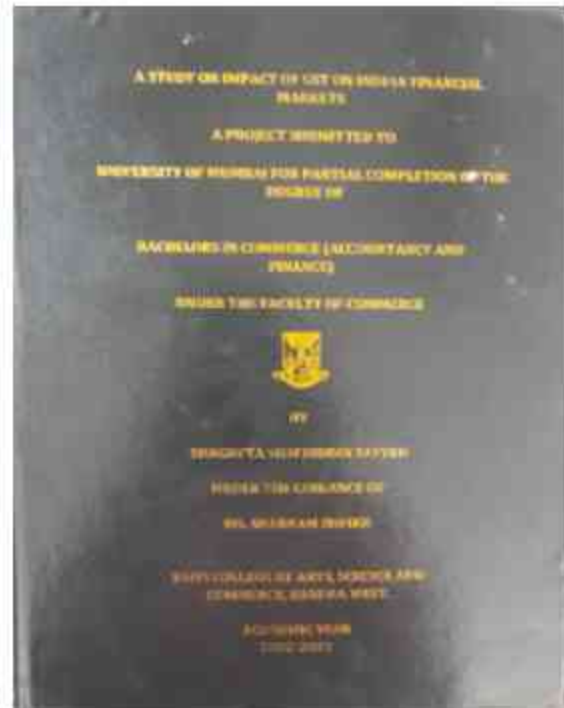 A STUDY ON IMPACT OF GST ON INDIA FINANCIAL
MARKETS
A PROJECT SUBMITTED TO
UNIVERSITY OF MUMBAI FOR PARTIAL COMPLETION OF THE
DEGREE OF
BACHELORS IN COMMERCE (ACCOUNTANCY AND
FINANCE)
UNDER THE FACULTY OF COMMERCE
BY
UNDER THE GUIDANCE OF
COLLEGE OF ARTS, SCIENCE AND
COMMERCE, WEST
ACADEMIC YEAR